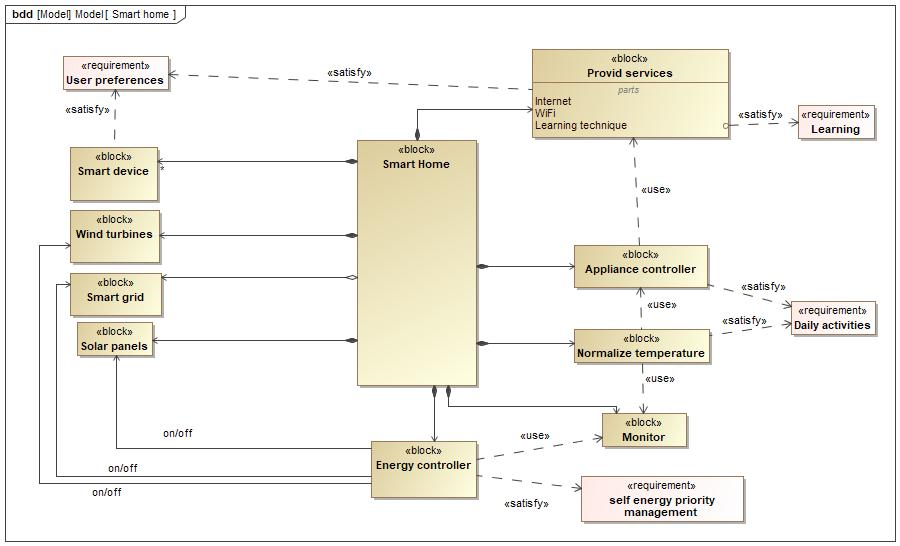 bdd [Model] Model [ Smart home ]
«requirement»
User preferences
«satisfy»
«satisfy»
«block»
Provid services
parts
Internet
WiFi
Learning technique
«satisfy»
«requirement»
Learning
«block»
Smart Home
«block»
Smart device
*
«use»
«block»
Wind turbines
«block»
Appliance controller
«block»
Smart grid
«satisfy»
«use»
«requirement»
Daily activities
«satisfy»
«block»
Solar panels
«block»
Normalize temperature
«use»
«block»
Monitor
on/off
«use»
«block»
Energy controller
on/off
on/off
«satisfy»
«requirement»
self energy priority
management